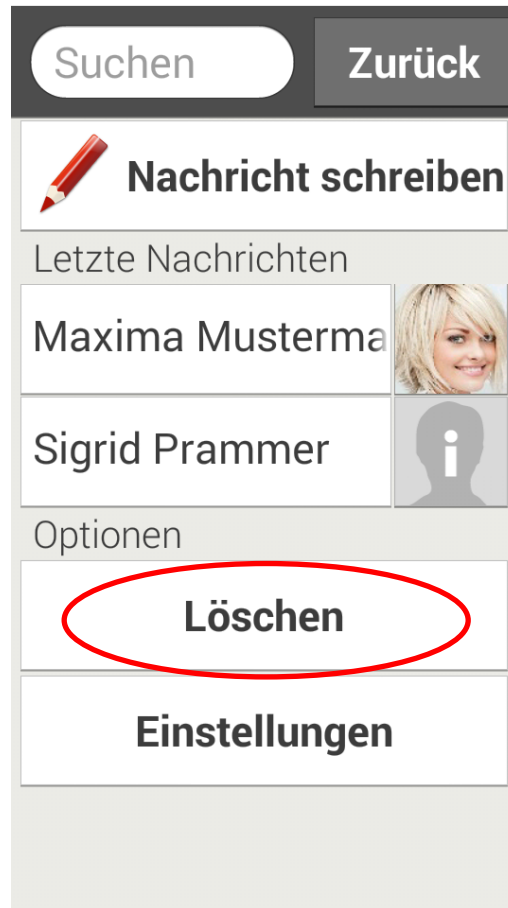 Suchen
Zurück
Nachricht schreiben
Letzte Nachrichten
Maxima Musterma
Sigrid Prammer
Optionen
Löschen
Einstellungen